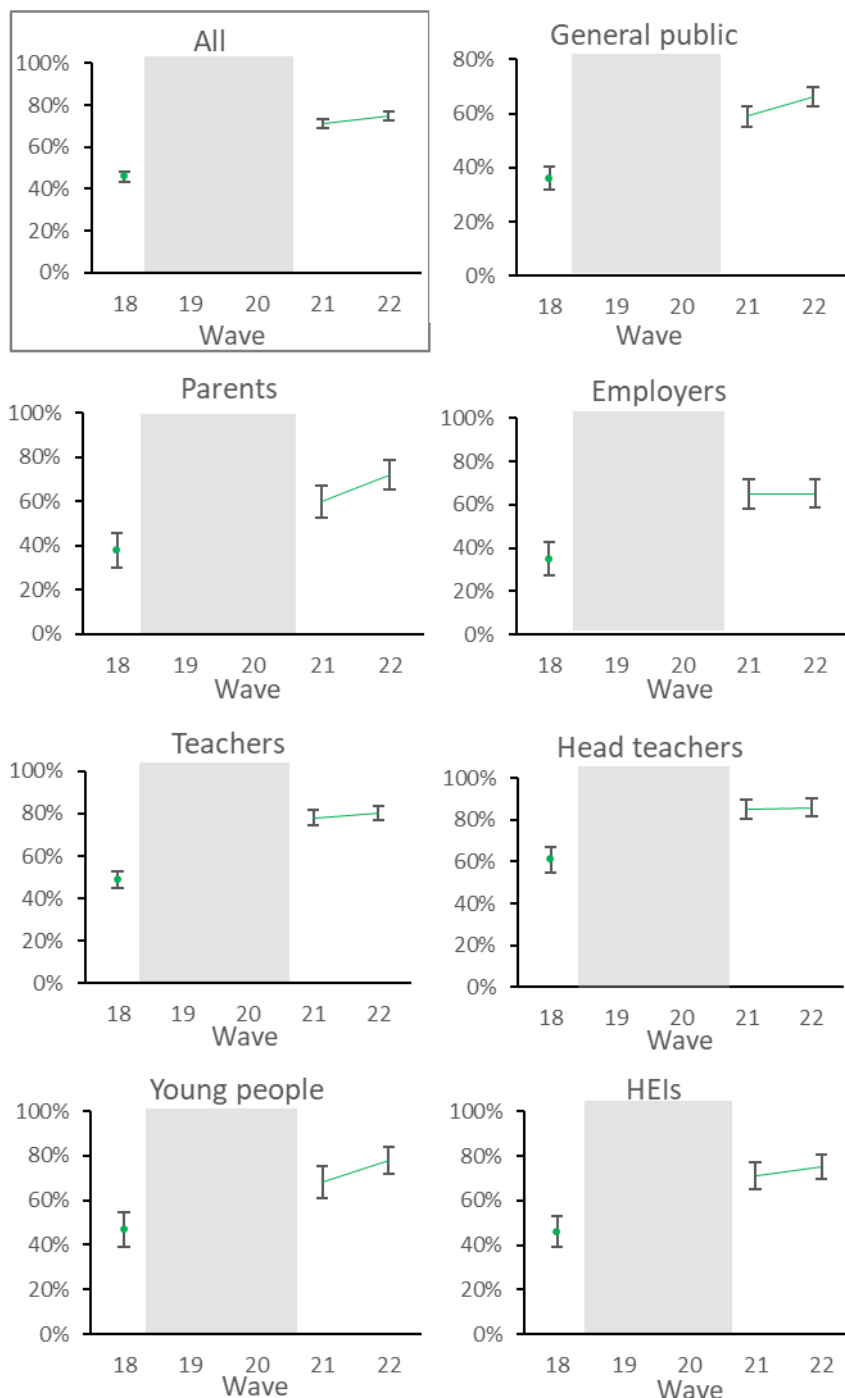 All
100%
80%
60%
40%
20%
0%
18 19 20 21 22
Wave
General public
80%
60%
40%
20%
0%
18 19 20 21 22
Wave
Parents
100%
80%
60%
40%
20%
0%
18 19 20 21 22
Wave
Employers
100%
80%
60%
40%
20%
0%
18 19 20 21 22
Wave
Teachers
100%
80%
60%
40%
20%
0%
18 19 20 21 22
Wave
Head teachers
100%
80%
60%
40%
20%
0%
18 19 20 21 22
Wave
Young people
100%
80%
60%
40%
20%
0%
18 19 20 21 22
Wave
HEIs
100%
80%
60%
40%
20%
0%
18 19 20 21 22
Wave